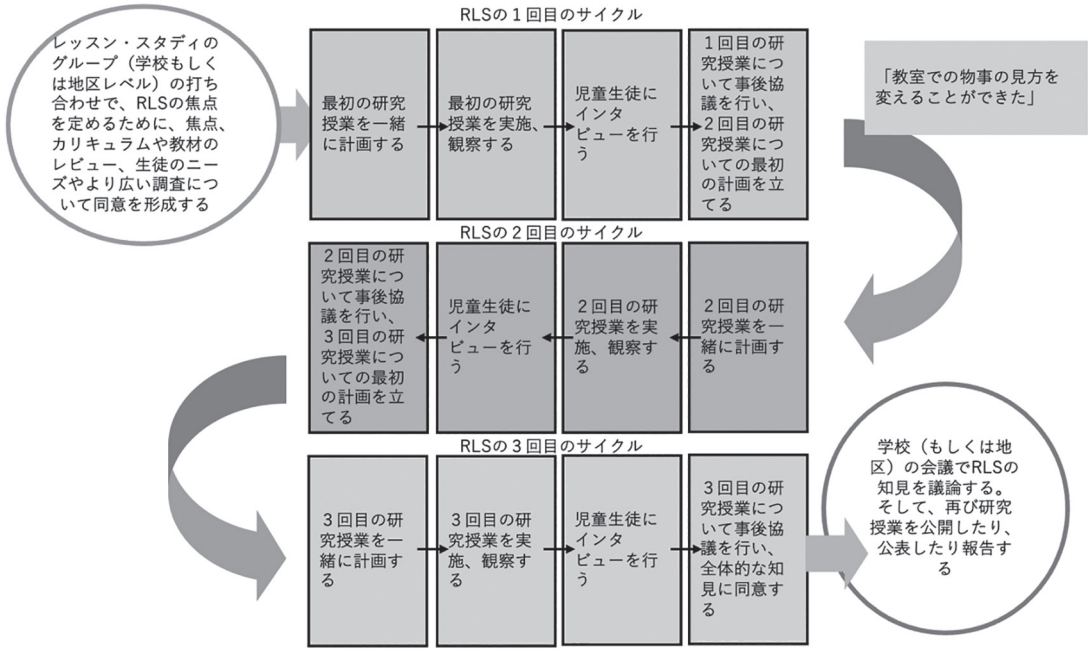 RLSの1回目のサイクル
レッスン・スタディの
グループ（学校もしく
は地区レベル）の打ち
合わせで、RLSの焦点
を定めるために、焦点、
カリキュラムや教材の
レビュー、生徒のニー
ズやより広い調査につ
いて同意を形成する
最初の研究
授業を一緒
に計画する
最初の研究
授業を実施、
観察する
児童生徒に
インタ
ビューを行
う
1回目の研
究授業につ
いて事後協
議を行い、
2回目の研
究授業につ
いての最初
の計画を立
てる
「教室での物事の見方を
変えることができた」
RLSの2回目のサイクル
2回目の研
究授業を一
緒に計画す
る
2回目の研
究授業を実
施、観察す
る
児童生徒に
インタ
ビューを行
う
2回目の研
究授業につ
いて事後協
議を行い、
3回目の研
究授業につ
いての最初
の計画を立
てる
RLSの3回目のサイクル
3回目の研
究授業を一
緒に計画す
る
3回目の研
究授業を実
施、観察す
る
児童生徒に
インタ
ビューを行
う
3回目の研
究授業につ
いて事後協
議を行い、
全体的な知
見に同意す
る
学校（もしくは地
区）の会議でRLSの
知見を議論する。
そして、再び研究
授業を公開したり、
公表したり報告す
る